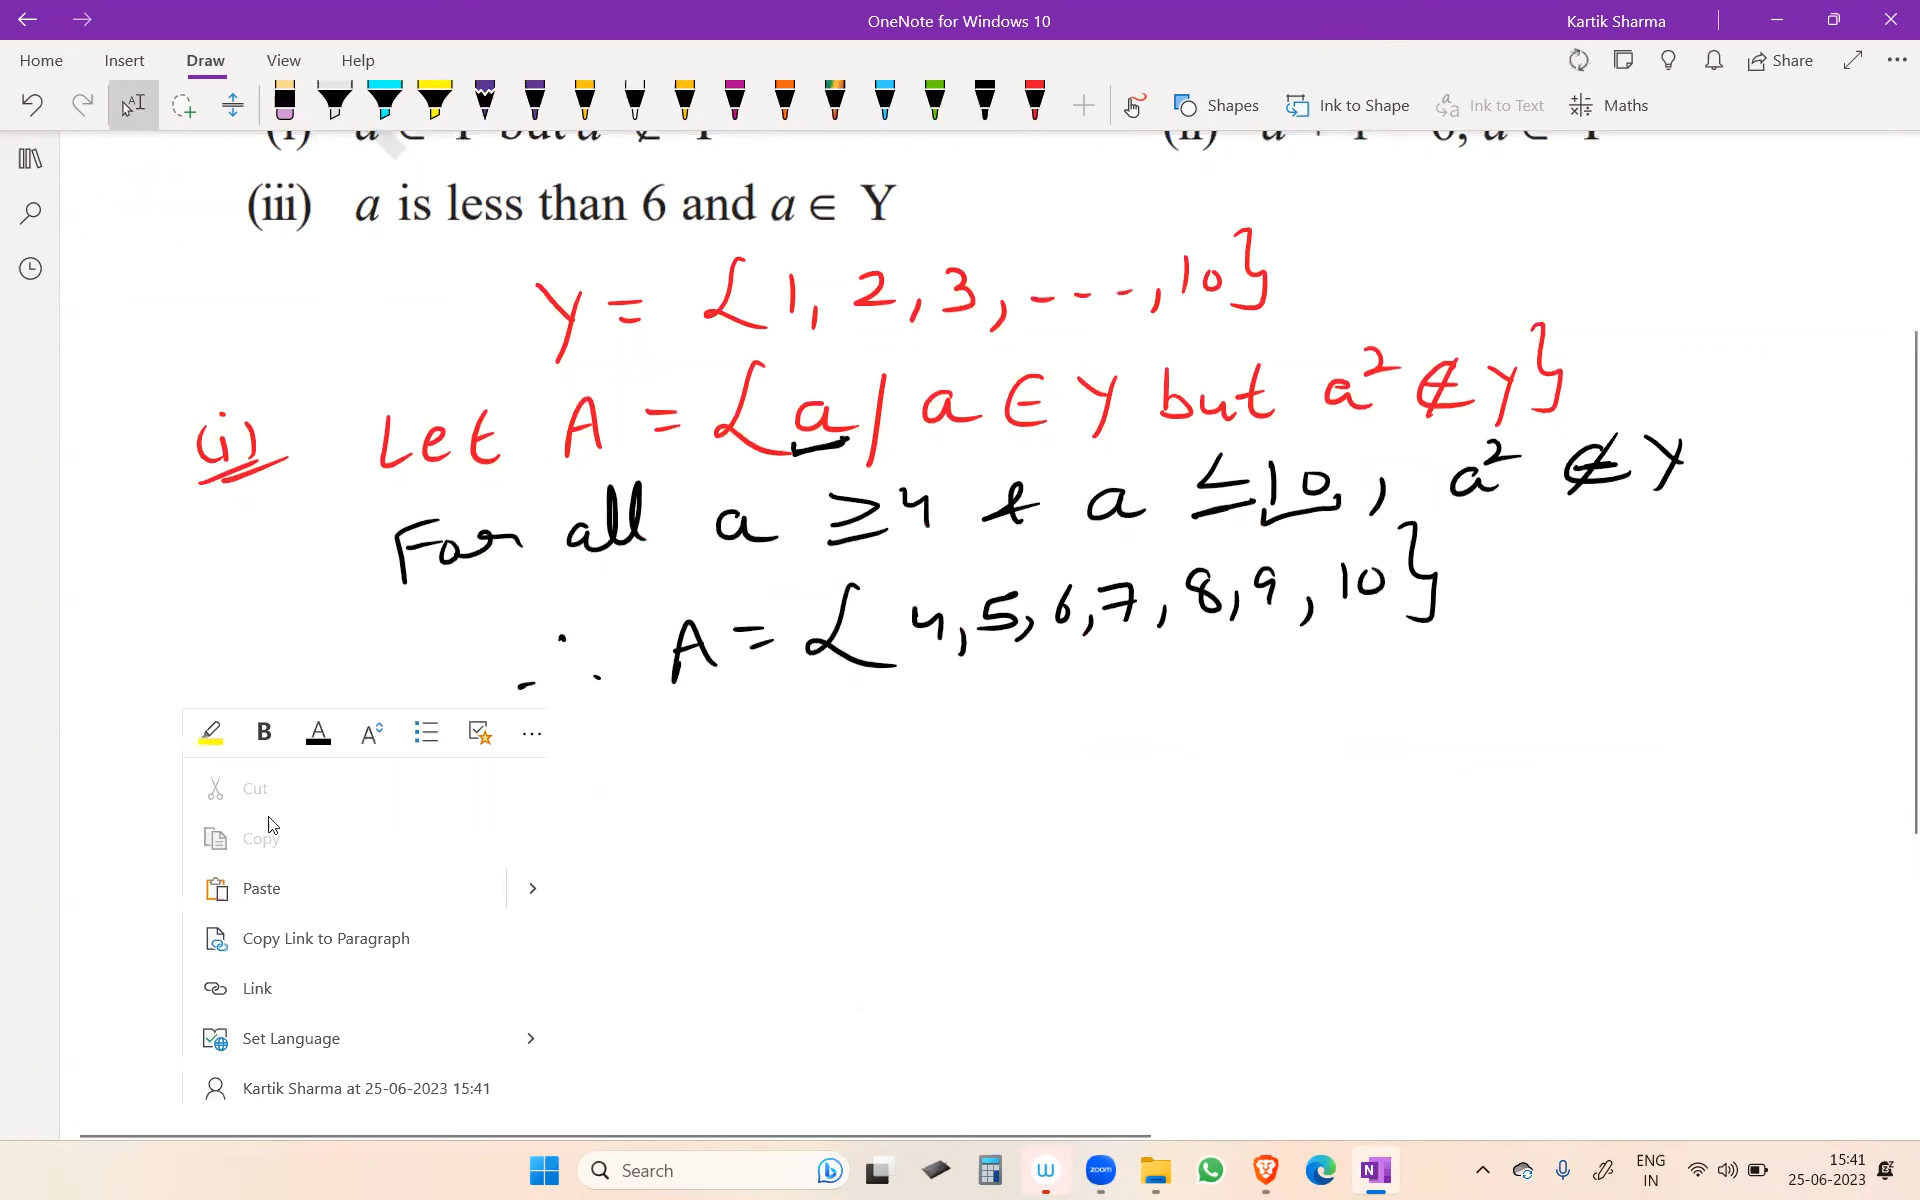 OneNote for Windows 10
Kartik Sharma
Home Insert Draw View Help
Share
Shapes Ink to Shape Ink to Text Maths
(iii) a is less than 6 and a ∈ Y
Y = {1, 2, 3, ----, 10}
(i) Let A = {a / a ∈ Y but a² ∉ Y}
For all a ≥ 4 & a ≤ 10, a² ∉ Y
∴ A = {4, 5, 6, 7, 8, 9, 10}
B A A ...
Cut
Copy
Paste
Copy Link to Paragraph
Link
Set Language
Kartik Sharma at 25-06-2023 15:41
Search
zoom
ENG
IN
15:41
25-06-2023